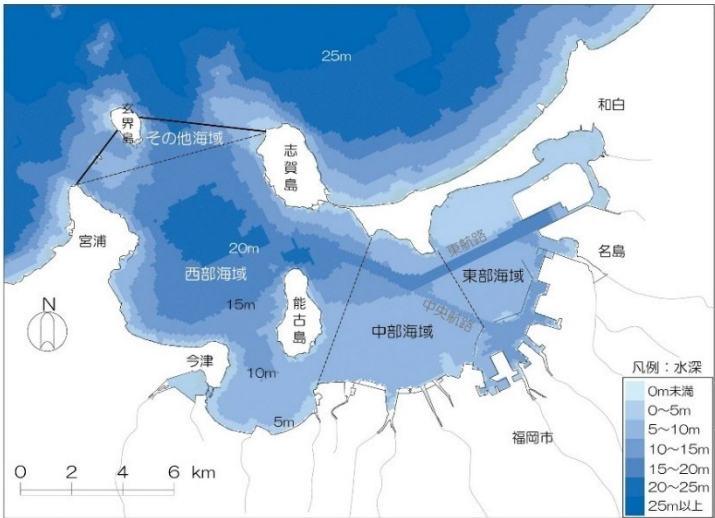 25m
和白
玄界島
その他海域
志賀島
宮浦
20m
東航路
名島
西部海域
東部海域
N
15m
能古島
中央航路
中部海域
今津
10m
5m
福岡市
凡例：水深
0m未満
0～5m
5～10m
10～15m
15～20m
20～25m
25m以上
0 2 4 6 km